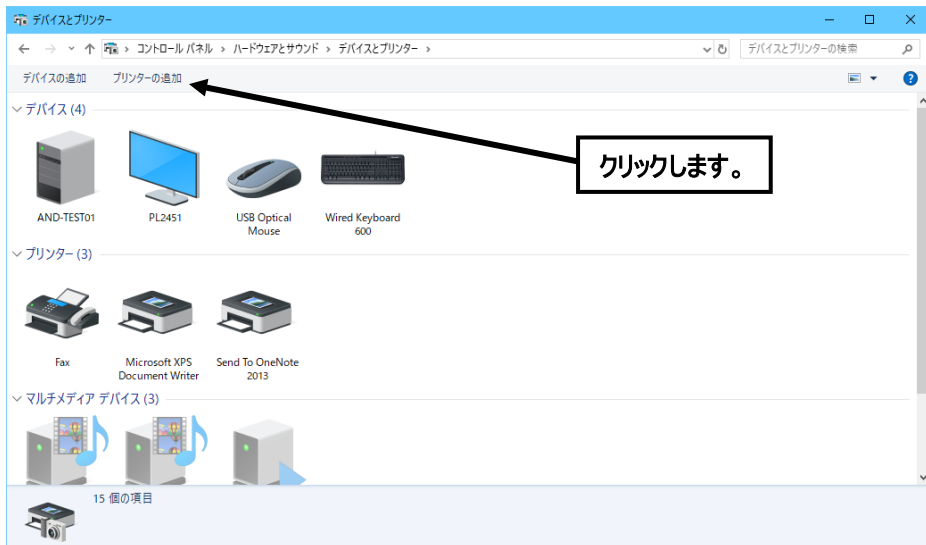 デバイスとプリンター
コントロール パネル › ハードウェアとサウンド › デバイスとプリンター ›
デバイスとプリンターの検索
デバイスの追加 プリンターの追加
デバイス (4)
クリックします。
AND-TEST01
PL2451
USB Optical
Mouse
Wired Keyboard
600
プリンター (3)
Fax
Microsoft XPS
Document Writer
Send To OneNote
2013
マルチメディア デバイス (3)
15 個の項目